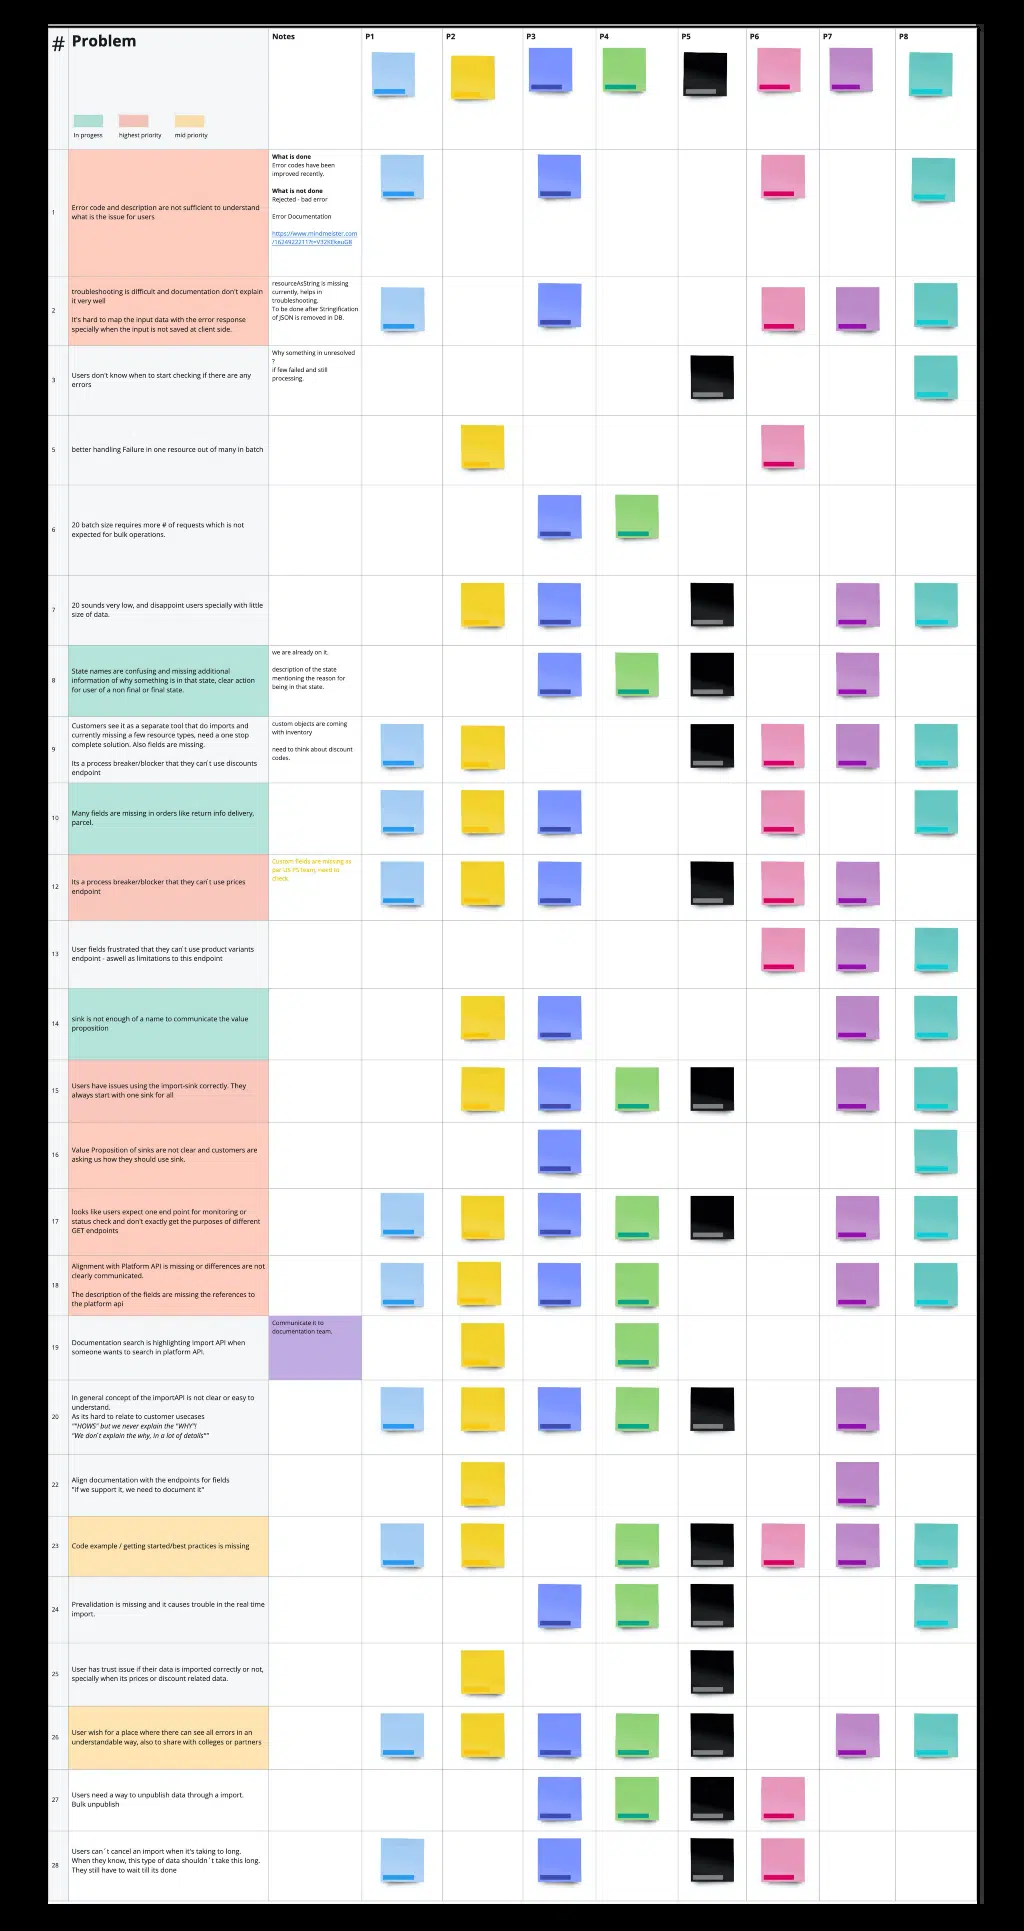 # Problem Notes P1 P2 P3 P4 P5 P6 P7 P8
In progess highest priority mid priority
1
Error code and description are not sufficient to understand
what is the issue for users
What is done
Error codes have been
improved recently.
What is not done
Rejected - bad error
Error Documentation
https://www.mindmeister.com
2
troubleshooting is difficult and documentation don't explain
it very well
It's hard to map the input data with the error response
specially when the input is not saved at client side.
resourceAsString is missing
currently, helps in
troubleshooting.
To be done after Stringification
of JSON is removed in DB.
3
Users don't know when to start checking if there are any
errors
Why something in unresolved
?
if few failed and still
processing.
5
better handling Failure in one resource out of many in batch
6
20 batch size requires more # of requests which is not
expected for bulk operations.
7
20 sounds very low, and disappoint users specially with little
size of data.
8
State names are confusing and missing additional
information of why something is in that state, clear action
for user of a non final or final state.
we are already on it.
description of the state
mentioning the reason for
being in that state.
9
Customers see it as a separate tool that do imports and
currently missing a few resource types, need a one stop
complete solution. Also fields are missing.
Its a process breaker/blocker that they can´t use discounts
endpoint
custom objects are coming
with inventory
need to think about discount
codes.
10
Many fields are missing in orders like return info delivery,
parcel.
12
Its a process breaker/blocker that they can´t use prices
endpoint
Custom fields are missing as
par US PS team, need to
check.
13
User fields frustrated that they can´t use product variants
endpoint - aswell as limitations to this endpoint
14
sink is not enough of a name to communicate the value
proposition
15
Users have issues using the import-sink correctly. They
always start with one sink for all
16
Value Proposition of sinks are not clear and customers are
asking us how they should use sink.
17
looks like users expect one end point for monitoring or
status check and don't exactly get the purposes of different
GET endpoints
18
Alignment with Platform API is missing or differences are not
clearly communicated.
The description of the fields are missing the references to
the platform api
19
Documentation search is highlighting import API when
someone wants to search in platform API.
Communicate it to
documentation team.
20
In general concept of the importAPI is not clear or easy to
understand.
As its hard to relate to customer usecases
""HOWS" but we never explain the "WHY"!
"We don´t explain the why, in a lot of details""
22
Align documentation with the endpoints for fields
"if we support it, we need to document it"
23
Code example / getting started/best practices is missing
24
Prevalidation is missing and it causes trouble in the real time
import.
25
User has trust issue if their data is imported correctly or not,
specially when its prices or discount related data.
26
User wish for a place where there can see all errors in an
understandable way, also to share with colleges or partners
27
Users need a way to unpublish data through a import.
Bulk unpublish
28
Users can´t cancel an import when it's taking to long.
When they know, this type of data shouldn´t take this long.
They still have to wait till its done